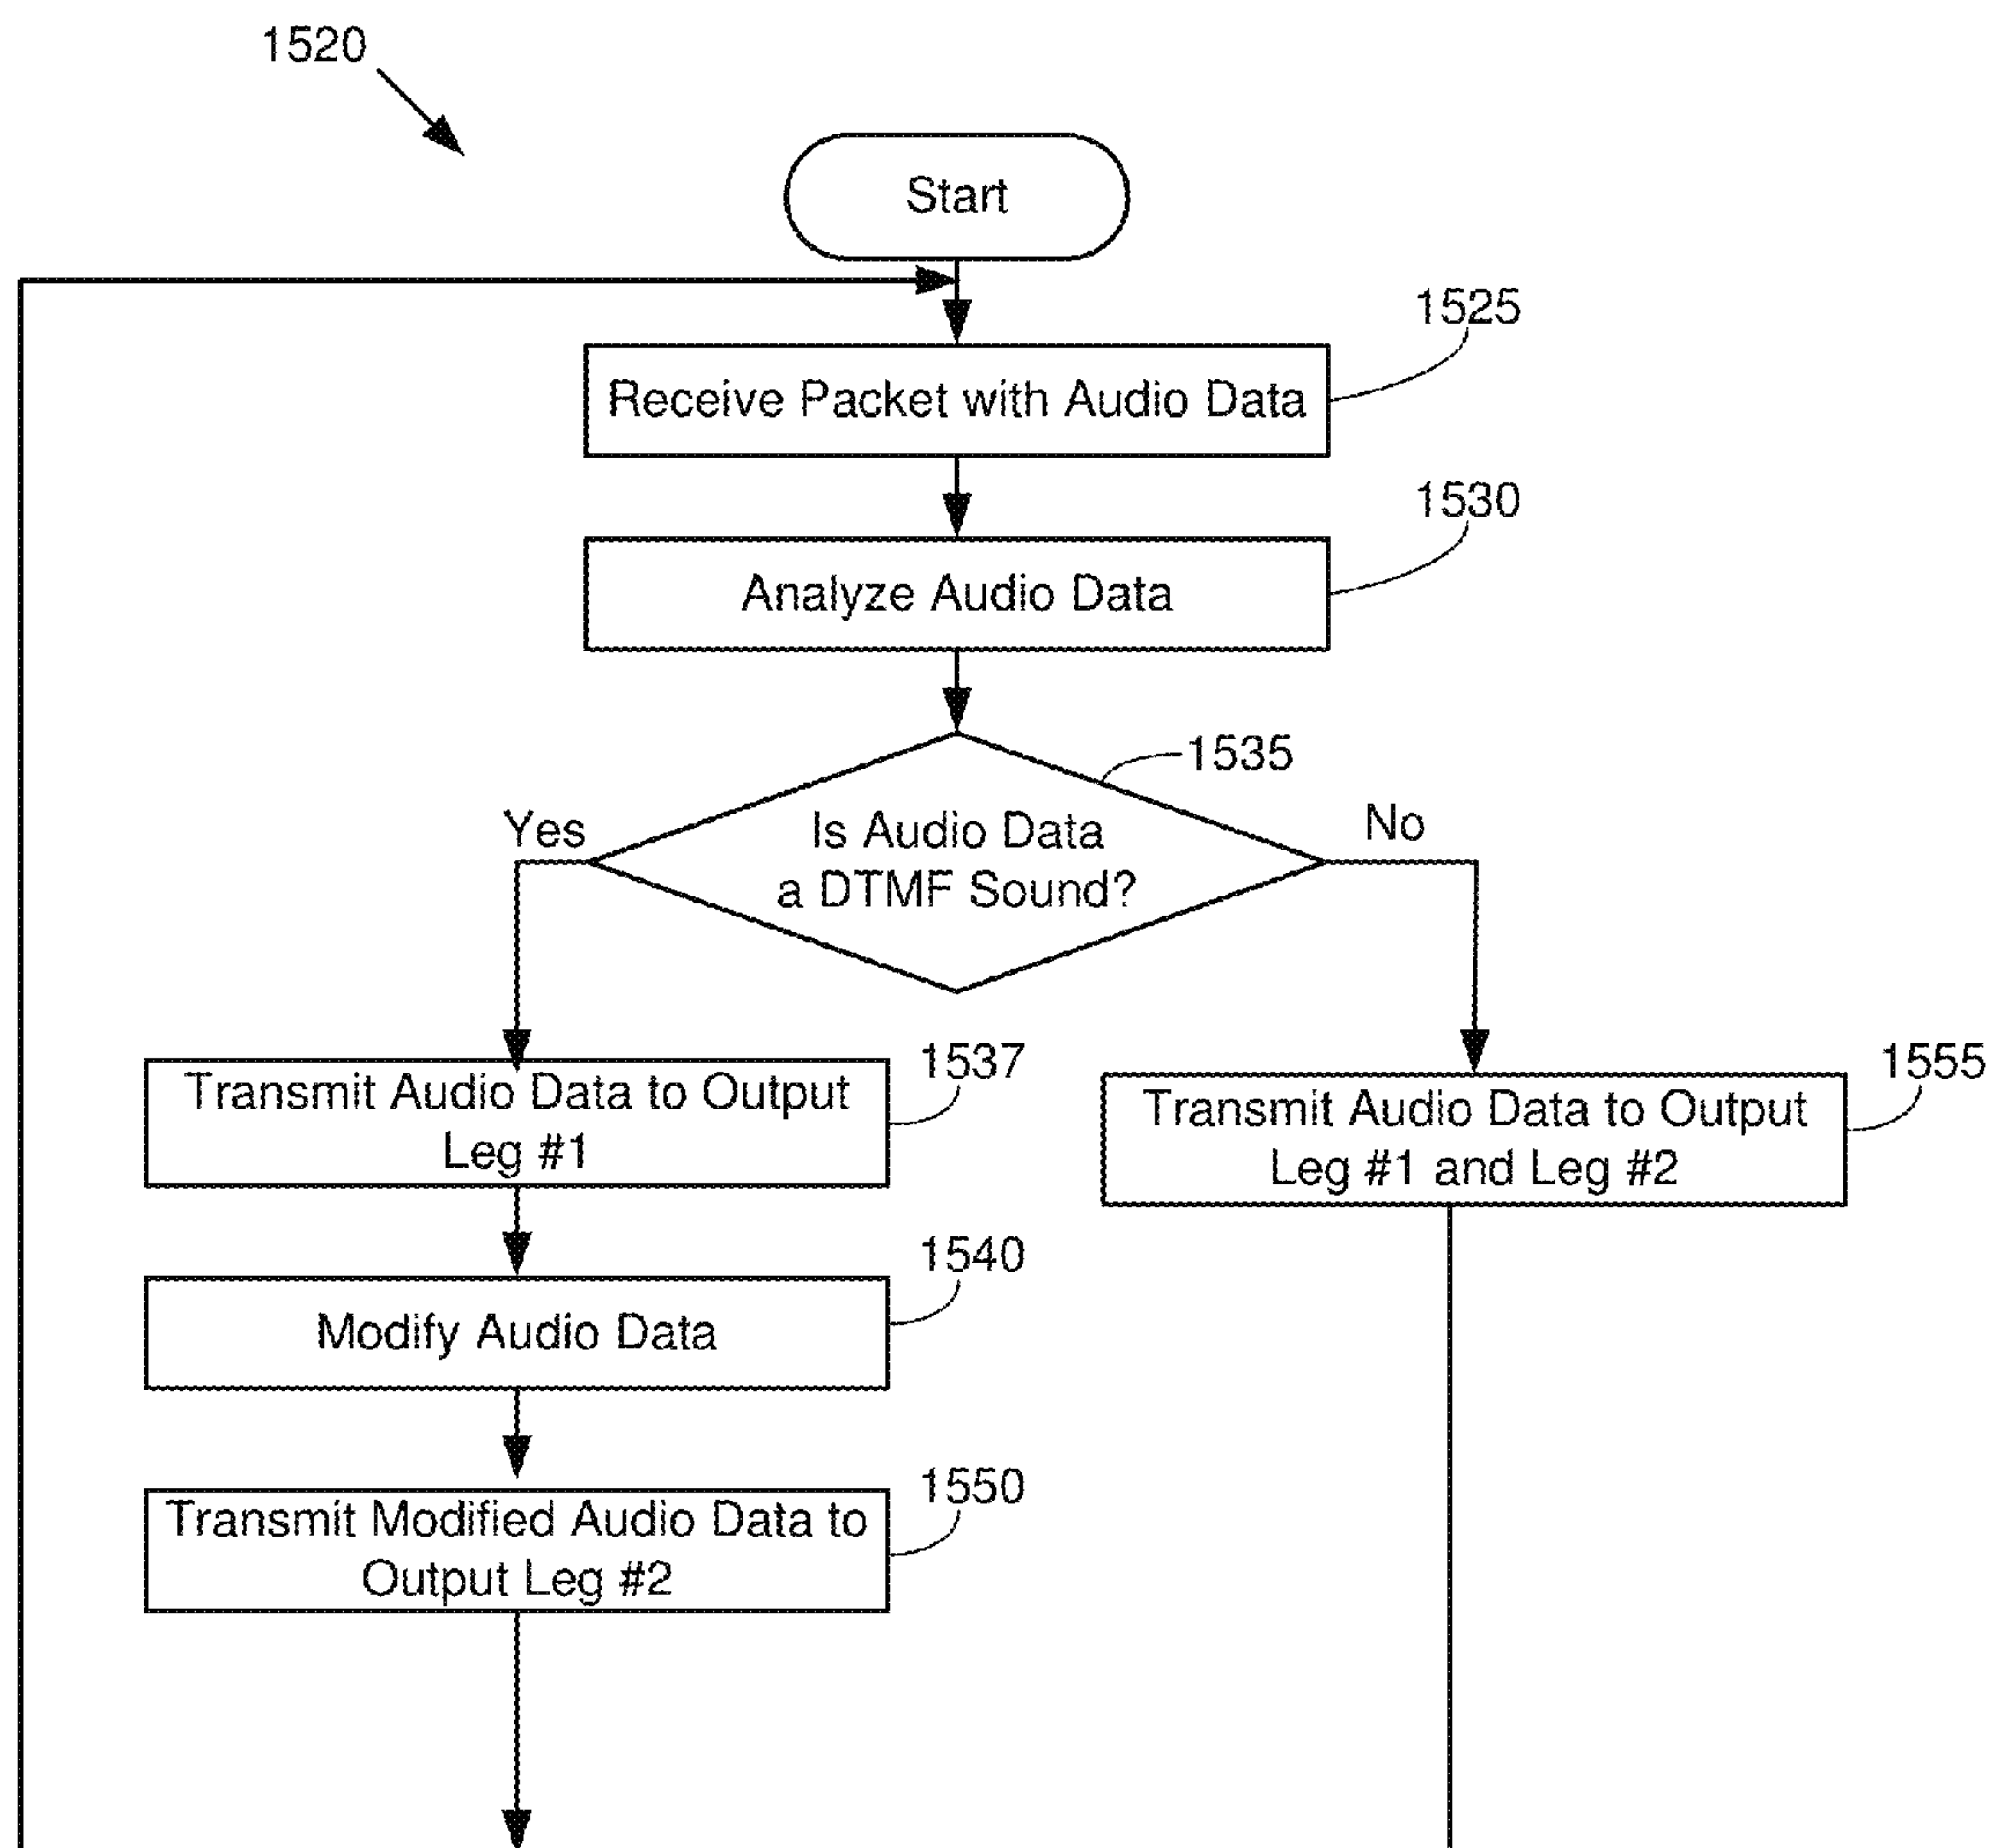 1520
Start
1525
Receive Packet with Audio Data
1530
Analyze Audio Data
1535
Is Audio Data
a DTMF Sound?
Yes
No
1537
Transmit Audio Data to Output
Leg #1
1555
Transmit Audio Data to Output
Leg #1 and Leg #2
1540
Modify Audio Data
1550
Transmit Modified Audio Data to
Output Leg #2